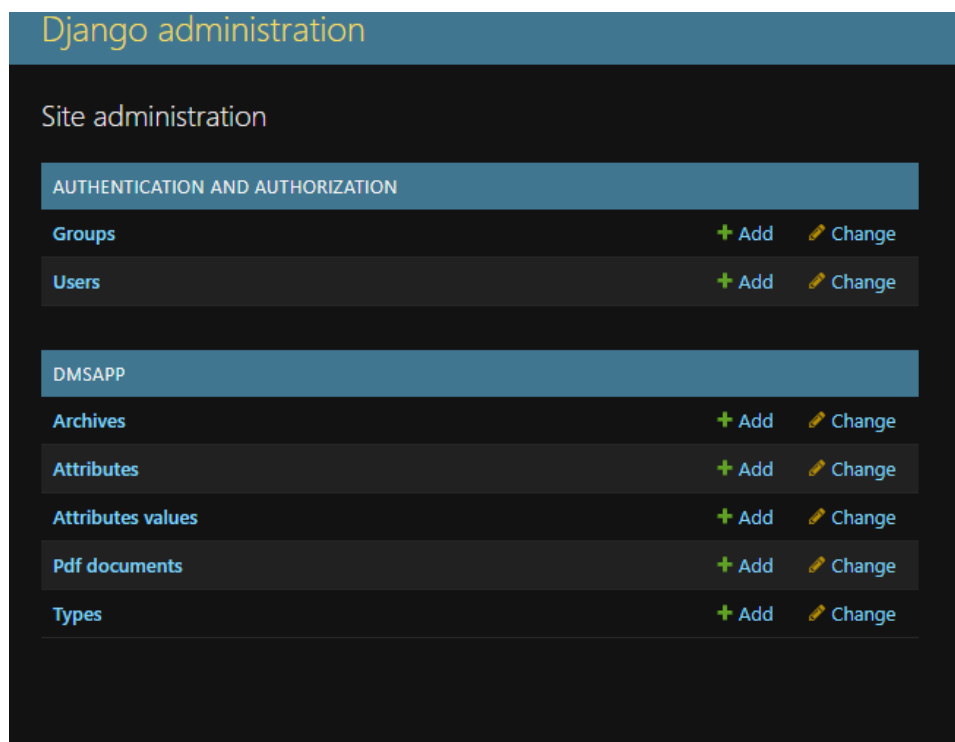 Django administration
Site administration
AUTHENTICATION AND AUTHORIZATION
Groups Add Change
Users Add Change
DMSAPP
Archives Add Change
Attributes Add Change
Attributes values Add Change
Pdf documents Add Change
Types Add Change